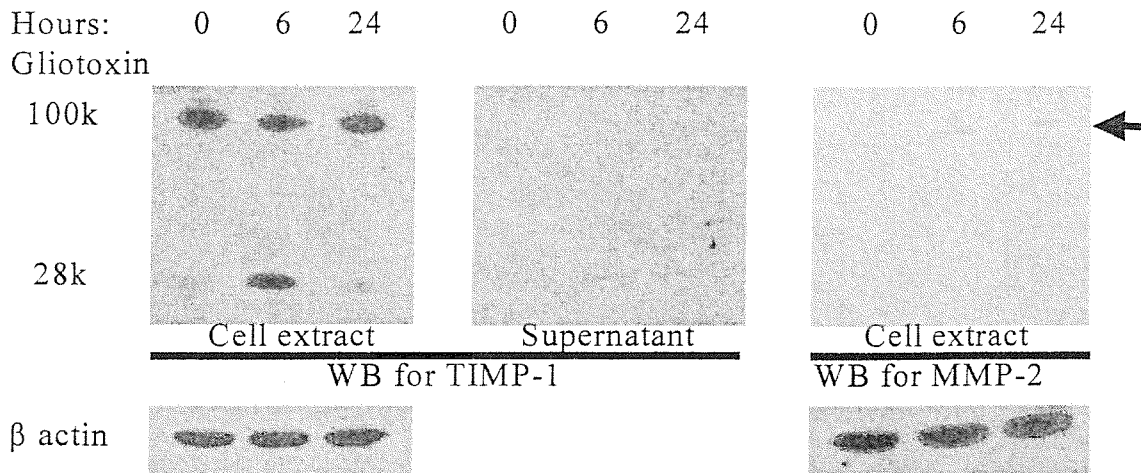 Hours: 0 6 24 0 6 24 0 6 24
Gliotoxin
100k
28k
Cell extract Supernatant Cell extract
WB for TIMP-1 WB for MMP-2
β actin